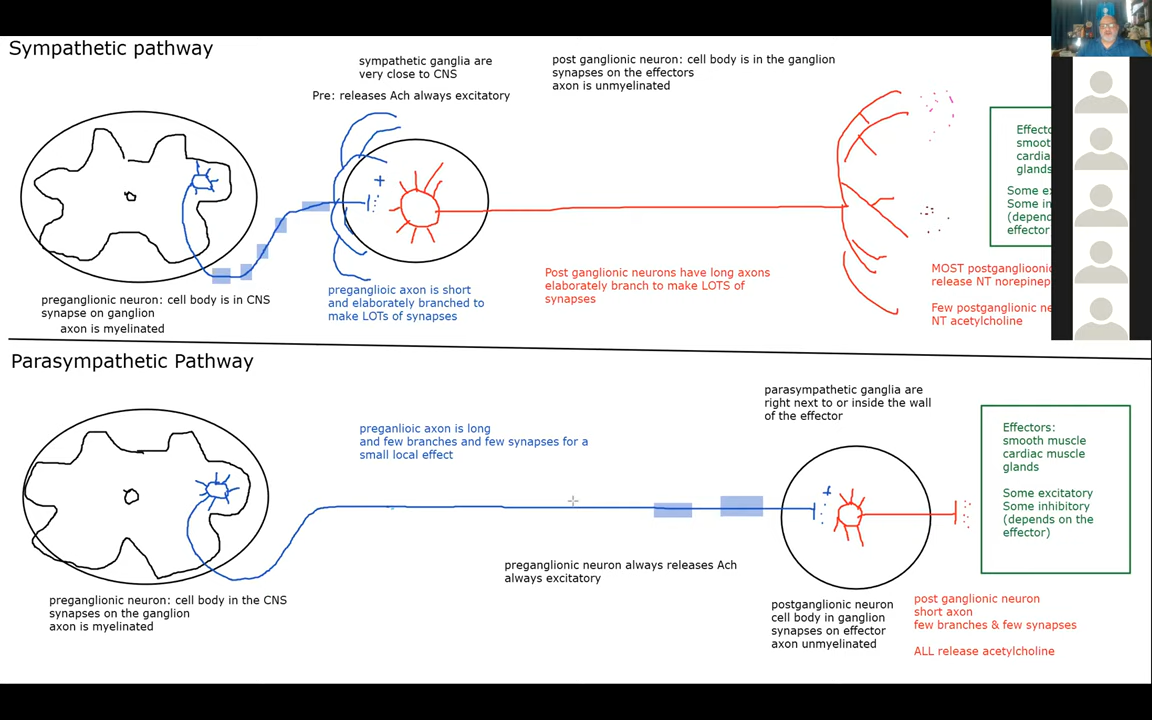 Sympathetic pathway
sympathetic ganglia are
very close to CNS
Pre: releases Ach always excitatory
post ganglionic neuron: cell body is in the ganglion
synapses on the effectors
axon is unmyelinated
+
preganglionic neuron: cell body is in CNS
synapse on ganglion
axon is myelinated
preganglioic axon is short
and elaborately branched to
make LOTs of synapses
Post ganglionic neurons have long axons
elaborately branch to make LOTS of
synapses
Effecto
smoot
cardia
glands
Some ex
Some in
(depend
effector
MOST postganglioonic
release NT norepinep
Few postganglionic ne
NT acetylcholine
Parasympathetic Pathway
preganlioic axon is long
and few branches and few synapses for a
small local effect
parasympathetic ganglia are
right next to or inside the wall
of the effector
+
Effectors:
smooth muscle
cardiac muscle
glands
Some excitatory
Some inhibitory
(depends on the
effector)
preganglionic neuron always releases Ach
always excitatory
preganglionic neuron: cell body in the CNS
synapses on the ganglion
axon is myelinated
postganglionic neuron
cell body in ganglion
synapses on effector
axon unmyelinated
post ganglionic neuron
short axon
few branches & few synapses
ALL release acetylcholine